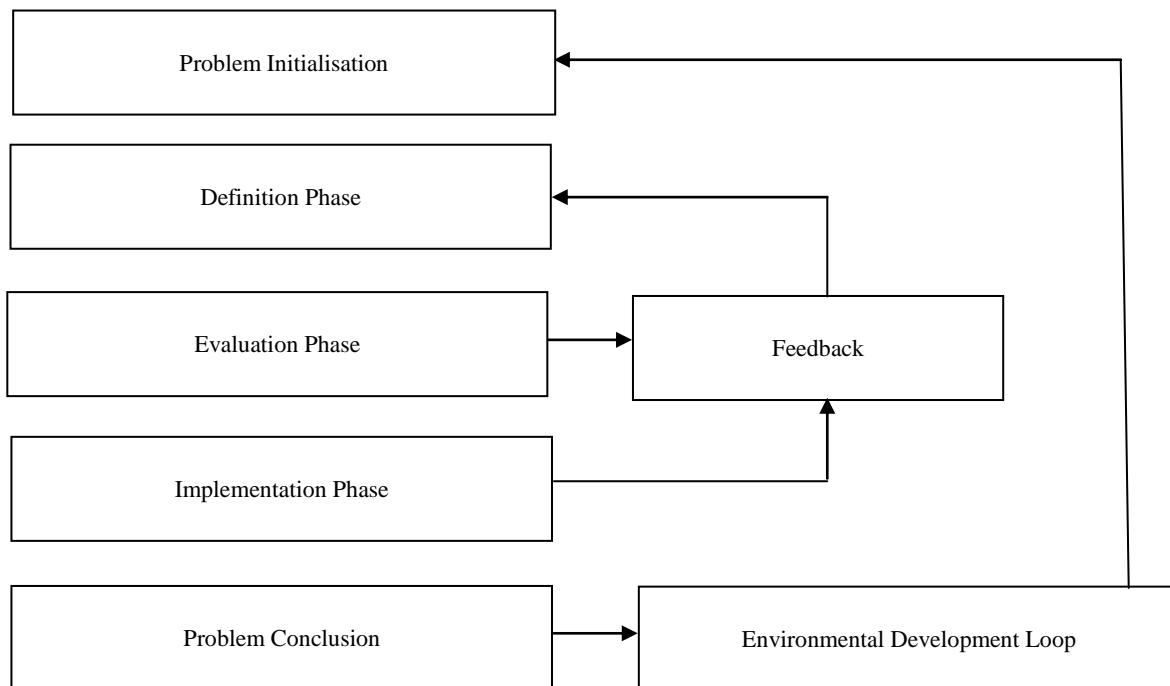 Problem Initialisation
Definition Phase
Evaluation Phase
Feedback
Implementation Phase
Problem Conclusion
Environmental Development Loop